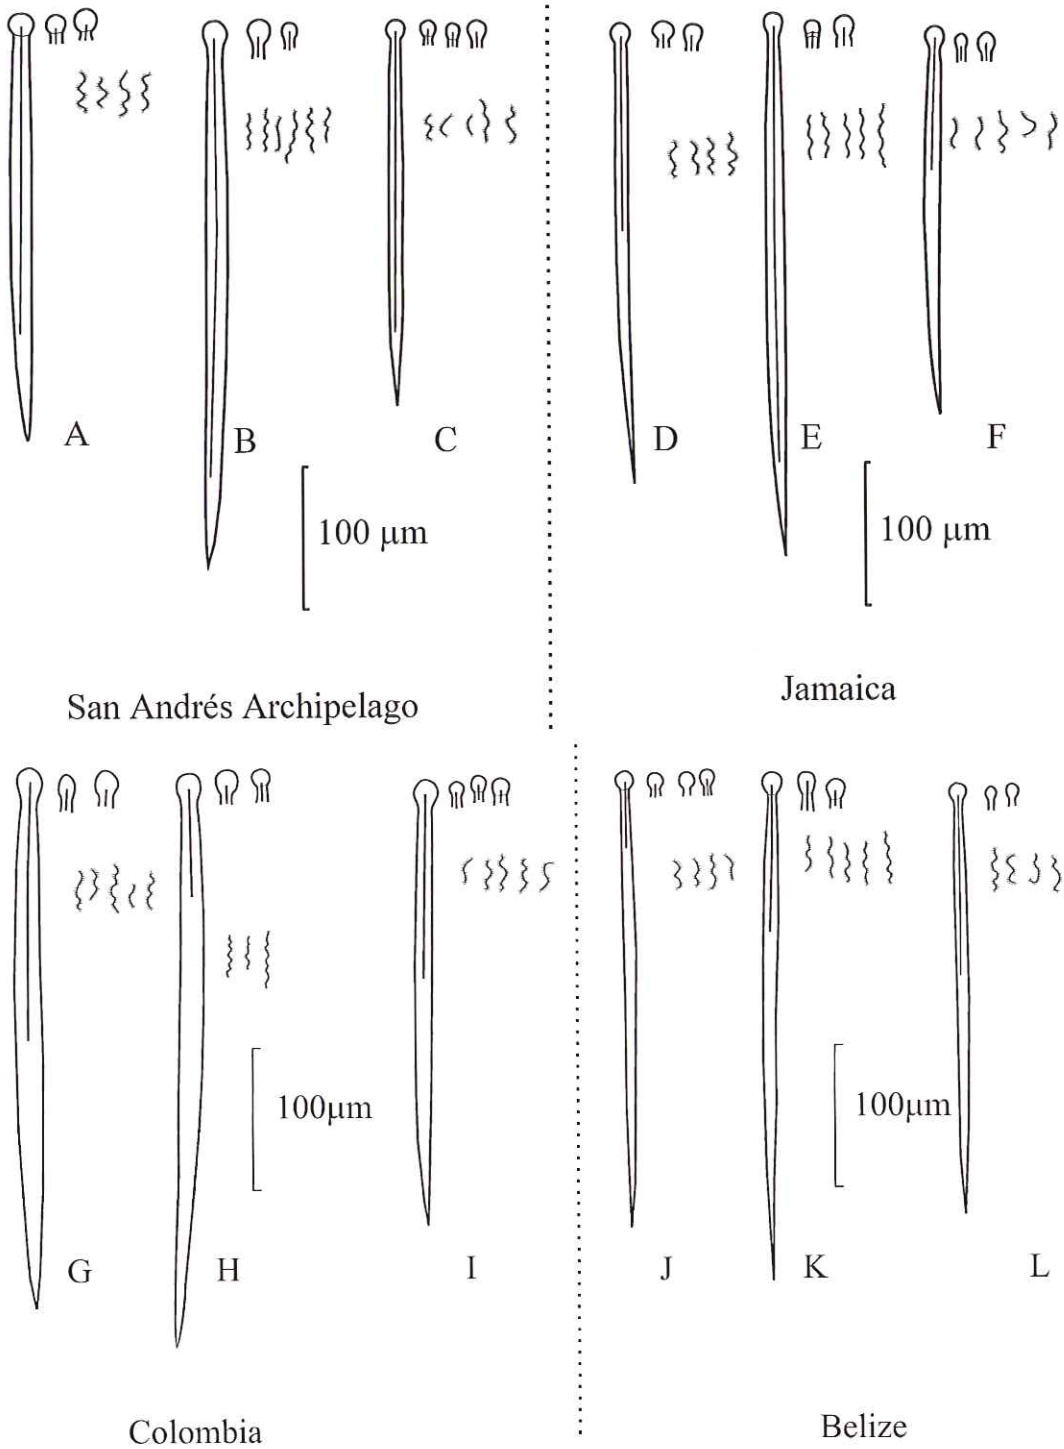 A
B
C
100 μm
San Andrés Archipelago
D
E
F
100 μm
Jamaica
G
H
I
100μm
Colombia
J
K
L
100μm
Belize